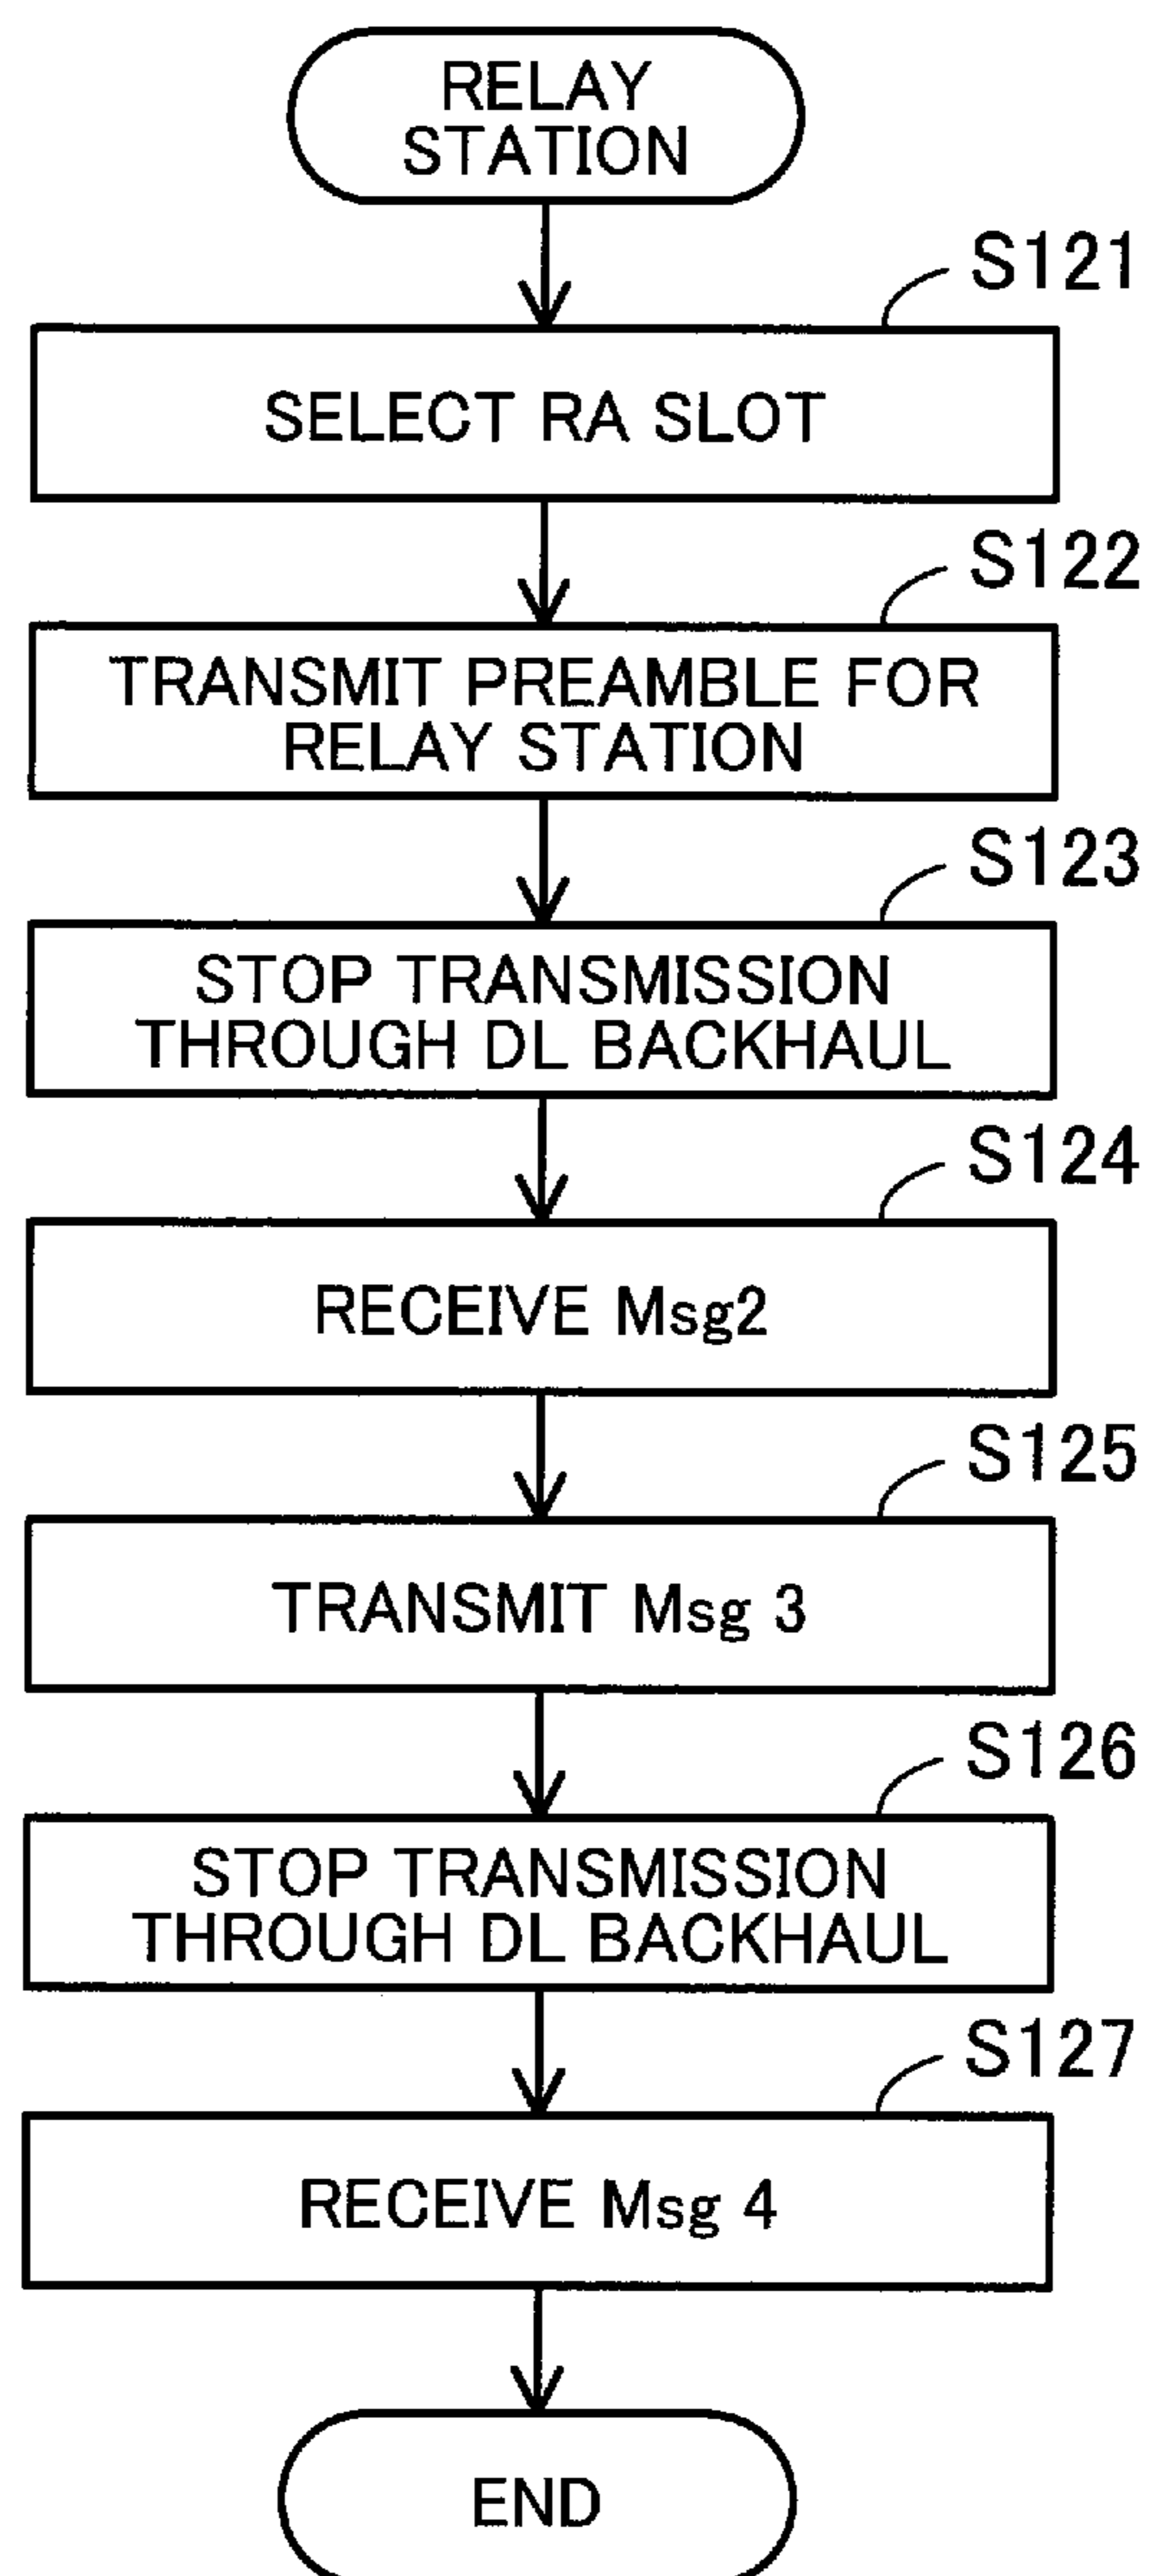 RELAY
STATION
S121
SELECT RA SLOT
S122
TRANSMIT PREAMBLE FOR
RELAY STATION
S123
STOP TRANSMISSION
THROUGH DL BACKHAUL
S124
RECEIVE Msg2
S125
TRANSMIT Msg 3
S126
STOP TRANSMISSION
THROUGH DL BACKHAUL
S127
RECEIVE Msg 4
END